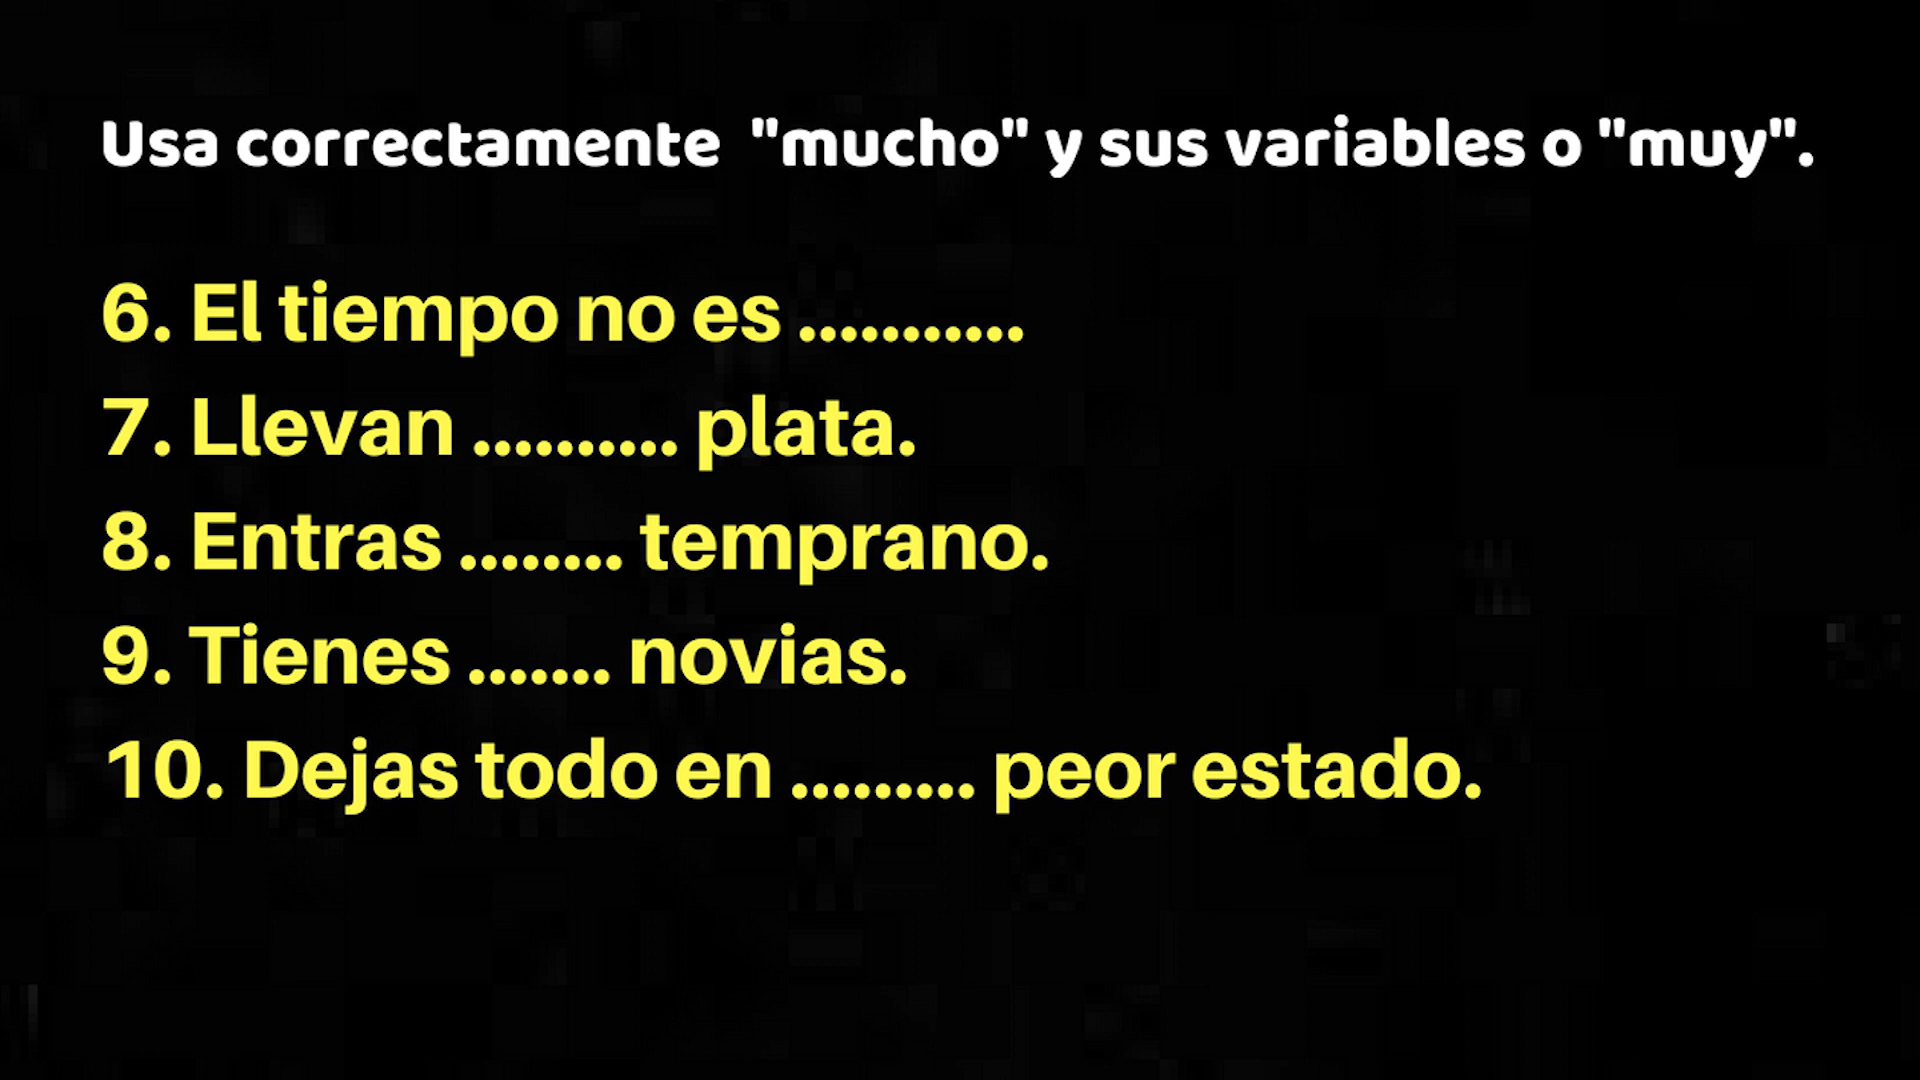 Usa correctamente "mucho" y sus variables o "muy".
6. El tiempo no es ...........
7. Llevan .......... plata.
8. Entras ........ temprano.
9. Tienes ....... novias.
10. Dejas todo en ......... peor estado.